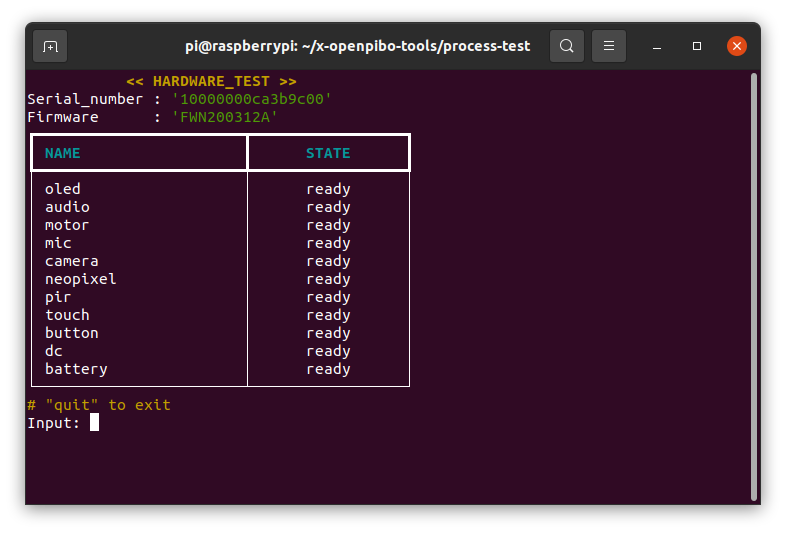 pi@raspberrypi: ~/x-openpibo-tools/process-test
<< HARDWARE_TEST >>
Serial_number : '10000000ca3b9c00'
Firmware : 'FWN200312A'
NAME STATE
oled ready
audio ready
motor ready
mic ready
camera ready
neopixel ready
pir ready
touch ready
button ready
dc ready
battery ready
# "quit" to exit
Input: